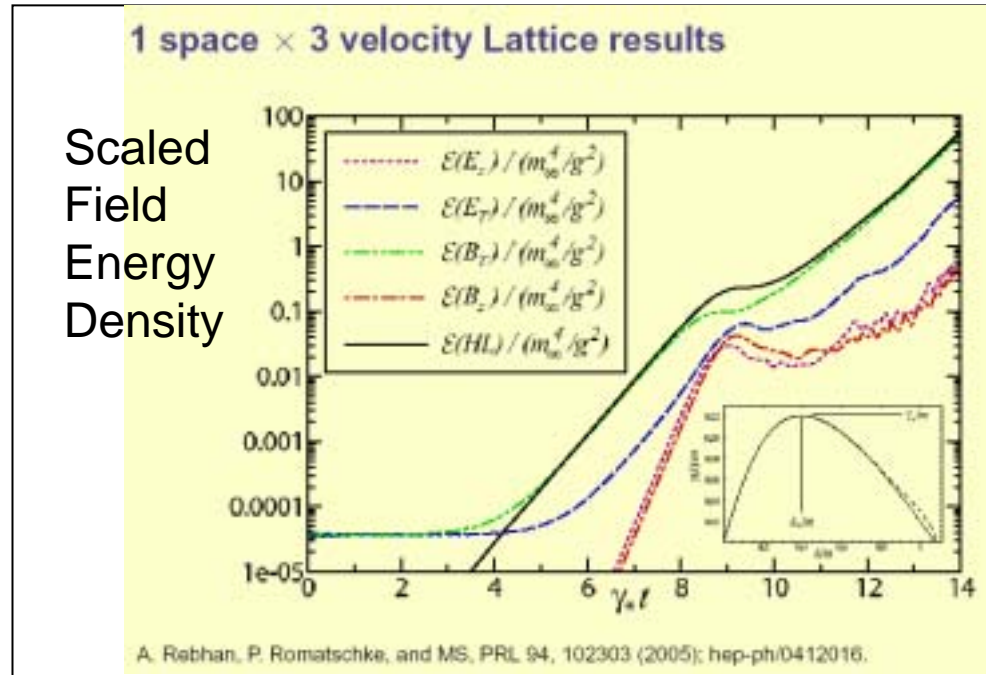 1 space × 3 velocity Lattice results
Scaled
Field
Energy
Density
100
10
1
0.1
0.01
0.001
0.0001
1e-05
ℰ(E_z) / (m_∞^4/g^2)
ℰ(E_T) / (m_∞^4/g^2)
ℰ(B_T) / (m_∞^4/g^2)
ℰ(B_z) / (m_∞^4/g^2)
ℰ(HL) / (m_∞^4/g^2)
0 2 4 6 8 10 12 14
γ_* t
A. Rebhan, P. Romatschke, and MS, PRL 94, 102303 (2005); hep-ph/0412016.